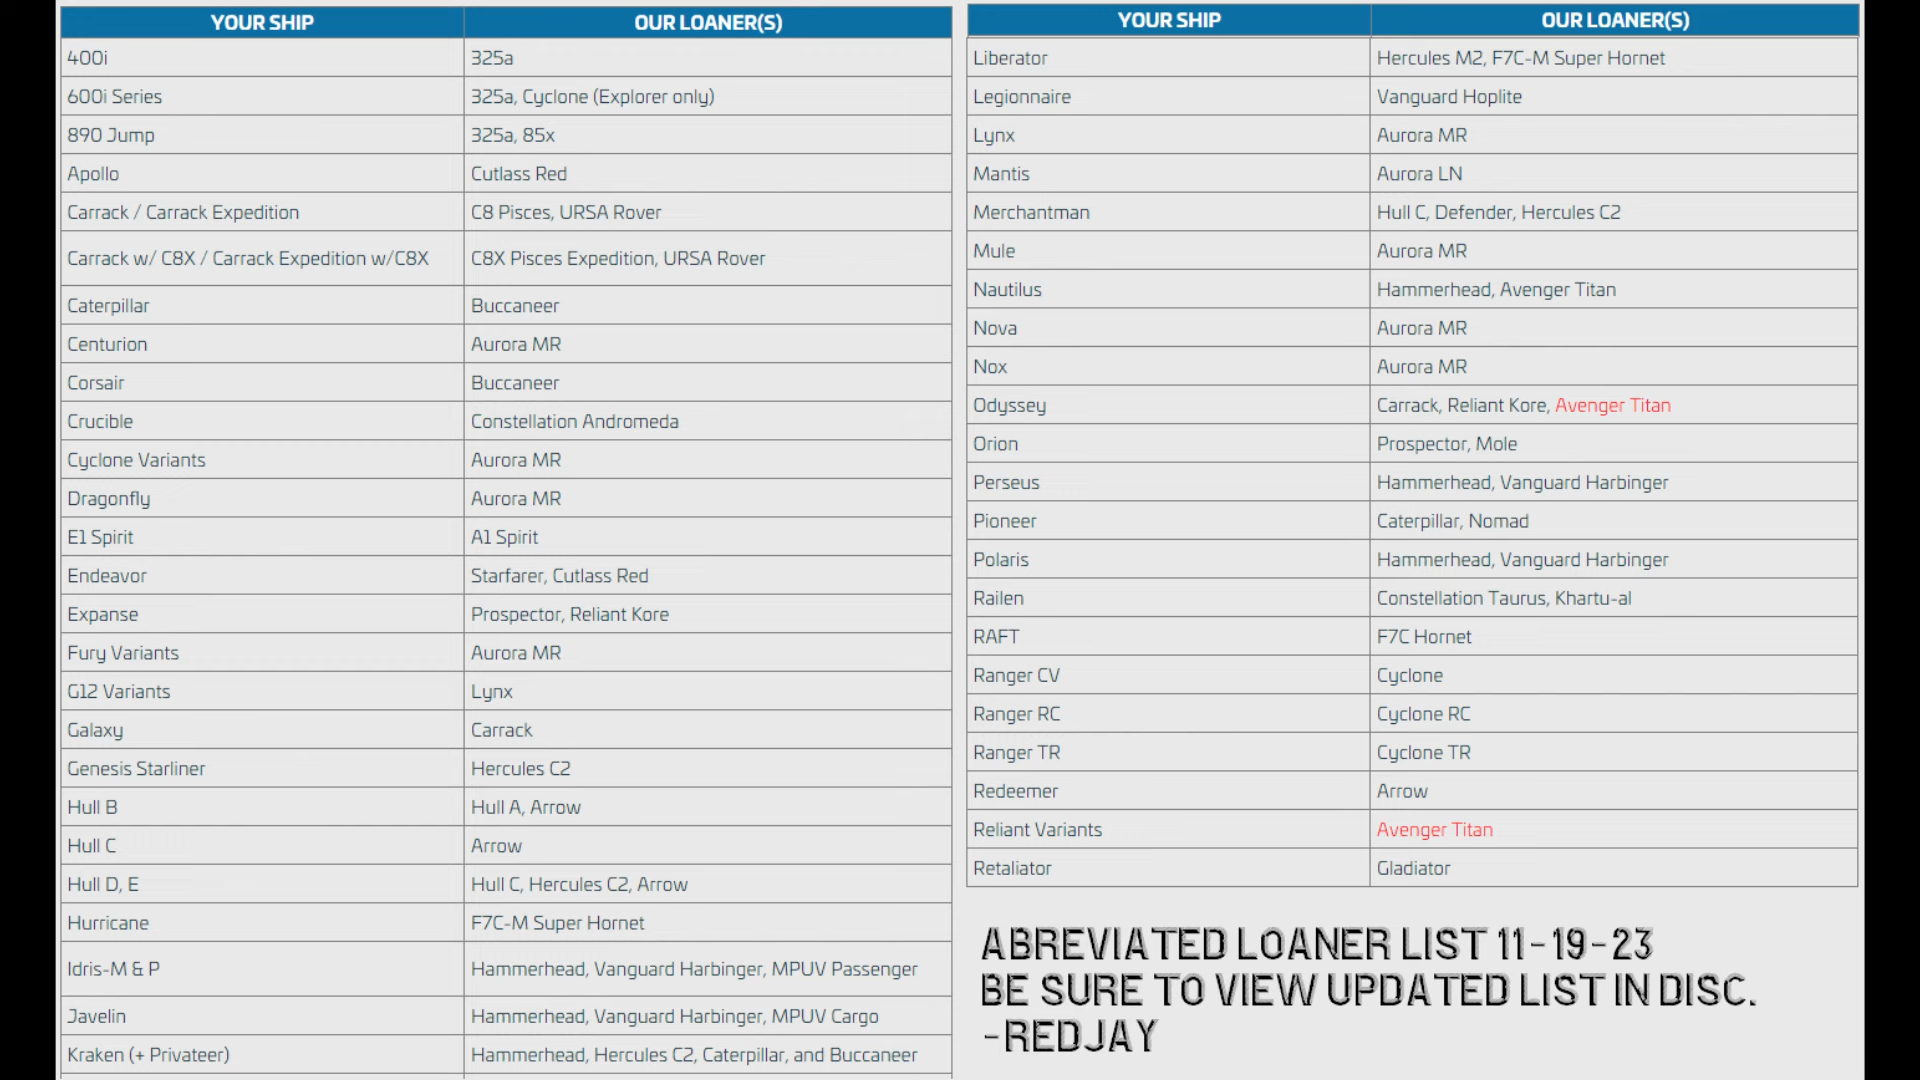 YOUR SHIP OUR LOANER(S)
400i 325a
600i Series 325a, Cyclone (Explorer only)
890 Jump 325a, 85x
Apollo Cutlass Red
Carrack / Carrack Expedition C8 Pisces, URSA Rover
Carrack w/ C8X / Carrack Expedition w/C8X C8X Pisces Expedition, URSA Rover
Caterpillar Buccaneer
Centurion Aurora MR
Corsair Buccaneer
Crucible Constellation Andromeda
Cyclone Variants Aurora MR
Dragonfly Aurora MR
E1 Spirit A1 Spirit
Endeavor Starfarer, Cutlass Red
Expanse Prospector, Reliant Kore
Fury Variants Aurora MR
G12 Variants Lynx
Galaxy Carrack
Genesis Starliner Hercules C2
Hull B Hull A, Arrow
Hull C Arrow
Hull D, E Hull C, Hercules C2, Arrow
Hurricane F7C-M Super Hornet
Idris-M & P Hammerhead, Vanguard Harbinger, MPUV Passenger
Javelin Hammerhead, Vanguard Harbinger, MPUV Cargo
Kraken (+ Privateer) Hammerhead, Hercules C2, Caterpillar, and Buccaneer
YOUR SHIP OUR LOANER(S)
Liberator Hercules M2, F7C-M Super Hornet
Legionnaire Vanguard Hoplite
Lynx Aurora MR
Mantis Aurora LN
Merchantman Hull C, Defender, Hercules C2
Mule Aurora MR
Nautilus Hammerhead, Avenger Titan
Nova Aurora MR
Nox Aurora MR
Odyssey Carrack, Reliant Kore, Avenger Titan
Orion Prospector, Mole
Perseus Hammerhead, Vanguard Harbinger
Pioneer Caterpillar, Nomad
Polaris Hammerhead, Vanguard Harbinger
Railen Constellation Taurus, Khartu-al
RAFT F7C Hornet
Ranger CV Cyclone
Ranger RC Cyclone RC
Ranger TR Cyclone TR
Redeemer Arrow
Reliant Variants Avenger Titan
Retaliator Gladiator
ABREVIATED LOANER LIST 11-19-23
BE SURE TO VIEW UPDATED LIST IN DISC.
-REDJAY